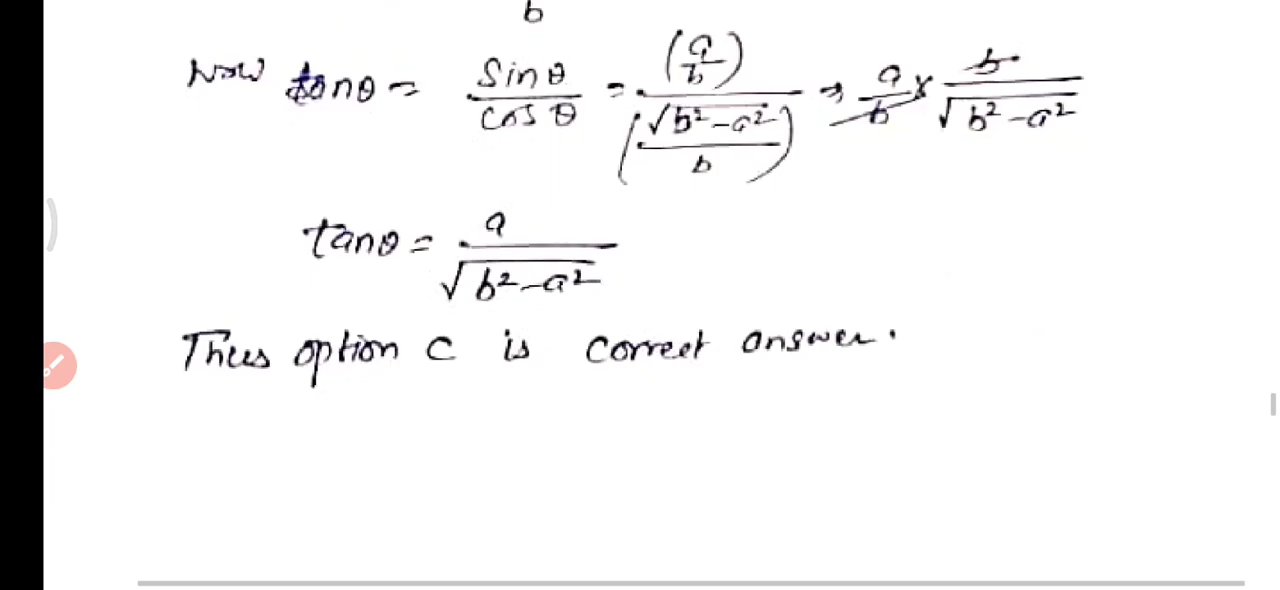 b
Now tanθ = sinθ/cosθ = (a/b)/(√b²-a²/b) → a/b × b/√b²-a²
tanθ = a/√b²-a²
Thus option C is correct answer.